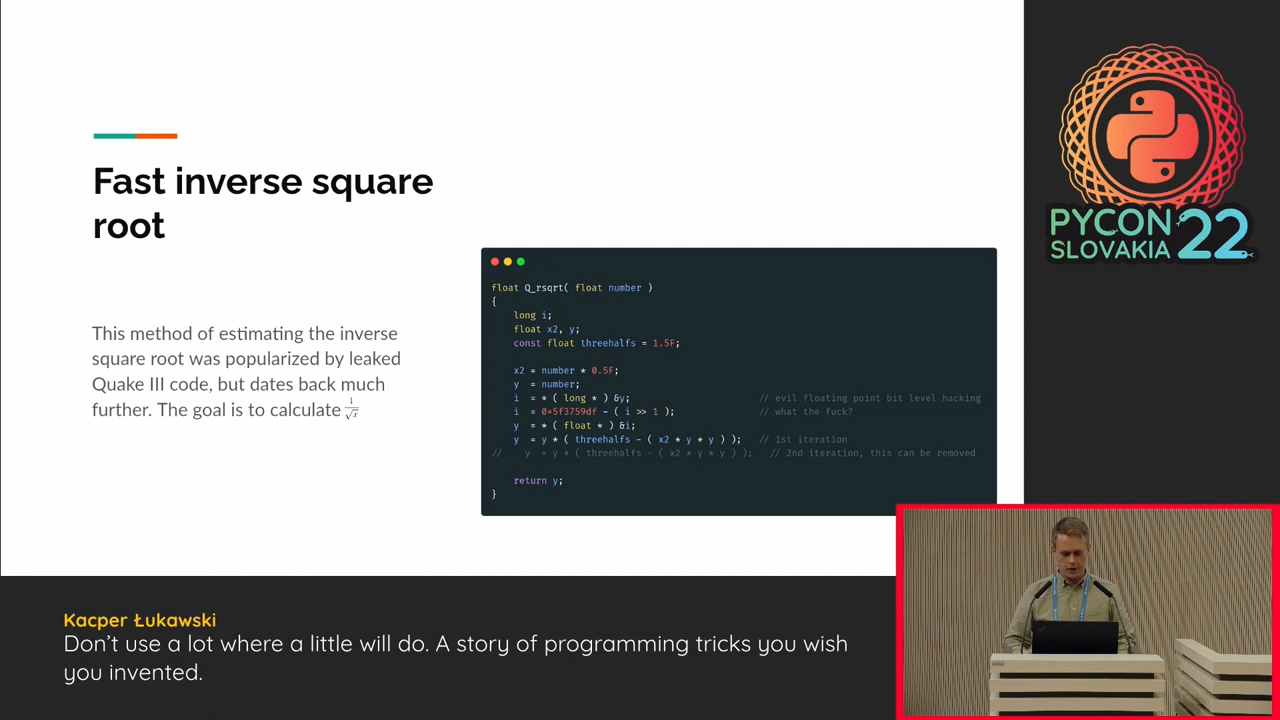 Fast inverse square
root
This method of estimating the inverse
square root was popularized by leaked
Quake III code, but dates back much
further. The goal is to calculate 1/√x
float Q_rsqrt( float number )
{
    long i;
    float x2, y;
    const float threehalfs = 1.5F;

    x2 = number * 0.5F;
    y  = number;
    i  = * ( long * ) &y;    // evil floating point bit level hacking
    i  = 0x5f3759df - ( i >> 1 );    // what the fuck?
    y  = * ( float * ) &i;
    y  = y * ( threehalfs - ( x2 * y * y ) );   // 1st iteration
//    y  = y * ( threehalfs - ( x2 * y * y ) );   // 2nd iteration, this can be removed

    return y;
}
PYCON
SLOVAKIA 22
Kacper Łukawski
Don't use a lot where a little will do. A story of programming tricks you wish
you invented.